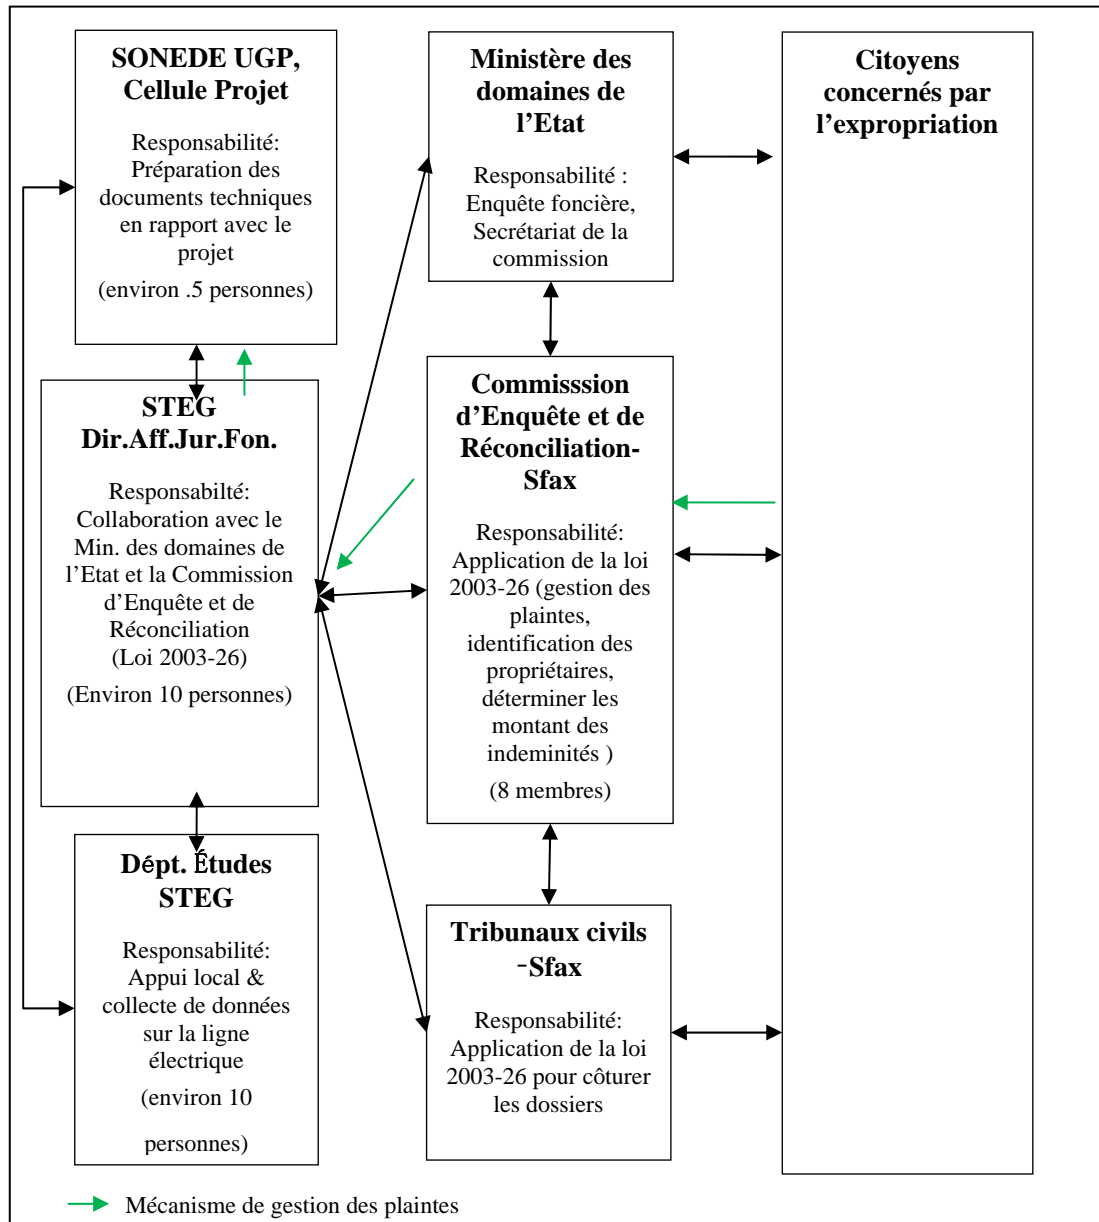 SONEDE UGP,
Cellule Projet
Responsabilité:
Préparation des
documents techniques
en rapport avec le
projet
(environ .5 personnes)
STEG
Dir.Aff.Jur.Fon.
Responsabilté:
Collaboration avec le
Min. des domaines de
l’Etat et la Commission
d’Enquête et de
Réconciliation
(Loi 2003-26)
(Environ 10 personnes)
Dépt. Études
STEG
Responsabilité:
Appui local &
collecte de données
sur la ligne
électrique
(environ 10
personnes)
Ministère des
domaines de
l’Etat
Responsabilité :
Enquête foncière,
Secrétariat de la
commission
Commisssion
d’Enquête et de
Réconciliation-
Sfax
Responsabilité:
Application de la loi
2003-26 (gestion des
plaintes,
identification des
propriétaires,
déterminer les
montant des
indeminités )
(8 membres)
Tribunaux civils
-Sfax
Responsabilité:
Application de la loi
2003-26 pour côturer
les dossiers
Citoyens
concernés par
l’expropriation
Mécanisme de gestion des plaintes